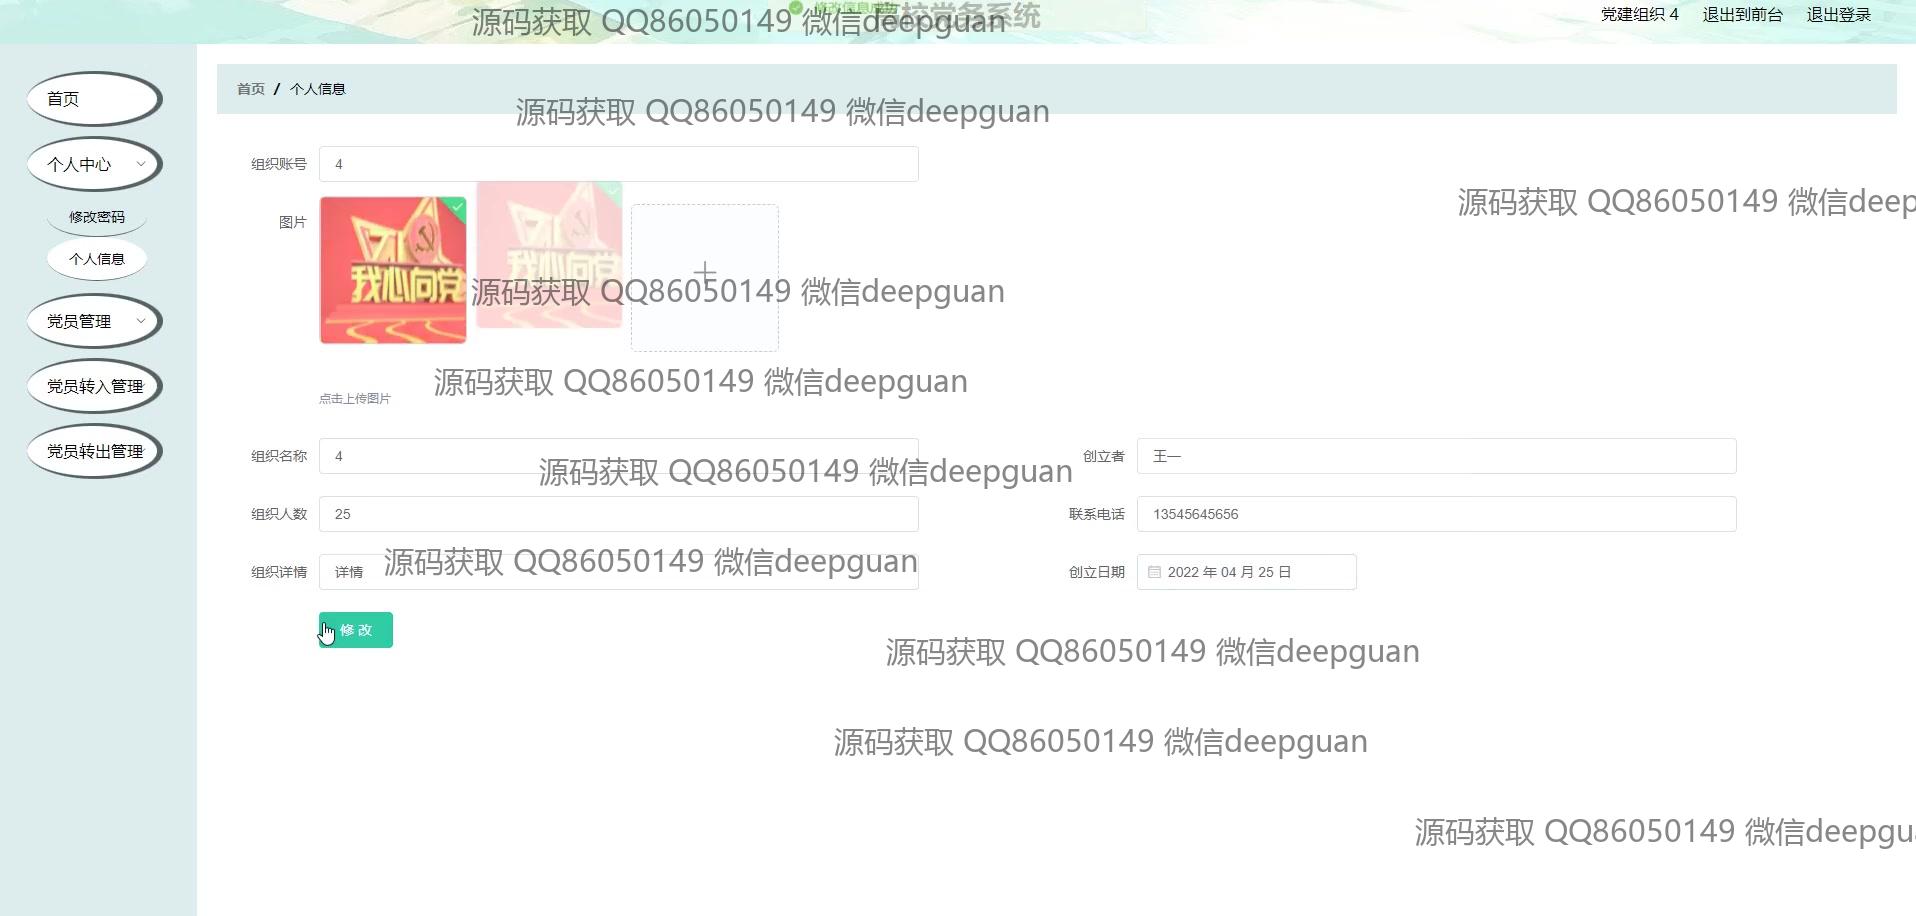 源码获取 QQ86050149 微信deepguan
修改信息成功
校党务系统
党建组织 4 退出到前台 退出登录
首页
首页 / 个人信息
源码获取 QQ86050149 微信deepguan
个人中心
组织账号 4
源码获取 QQ86050149 微信deep
修改密码
图片
个人信息
我心向党
我心向党
源码获取 QQ86050149 微信deepguan
党员管理
党员转入管理
源码获取 QQ86050149 微信deepguan
点击上传图片
党员转出管理
组织名称 4
创立者 王一
源码获取 QQ86050149 微信deepguan
组织人数 25
联系电话 13545645656
组织详情 详情
源码获取 QQ86050149 微信deepguan
创立日期 2022 年 04 月 25 日
修 改
源码获取 QQ86050149 微信deepguan
源码获取 QQ86050149 微信deepguan
源码获取 QQ86050149 微信deepgu